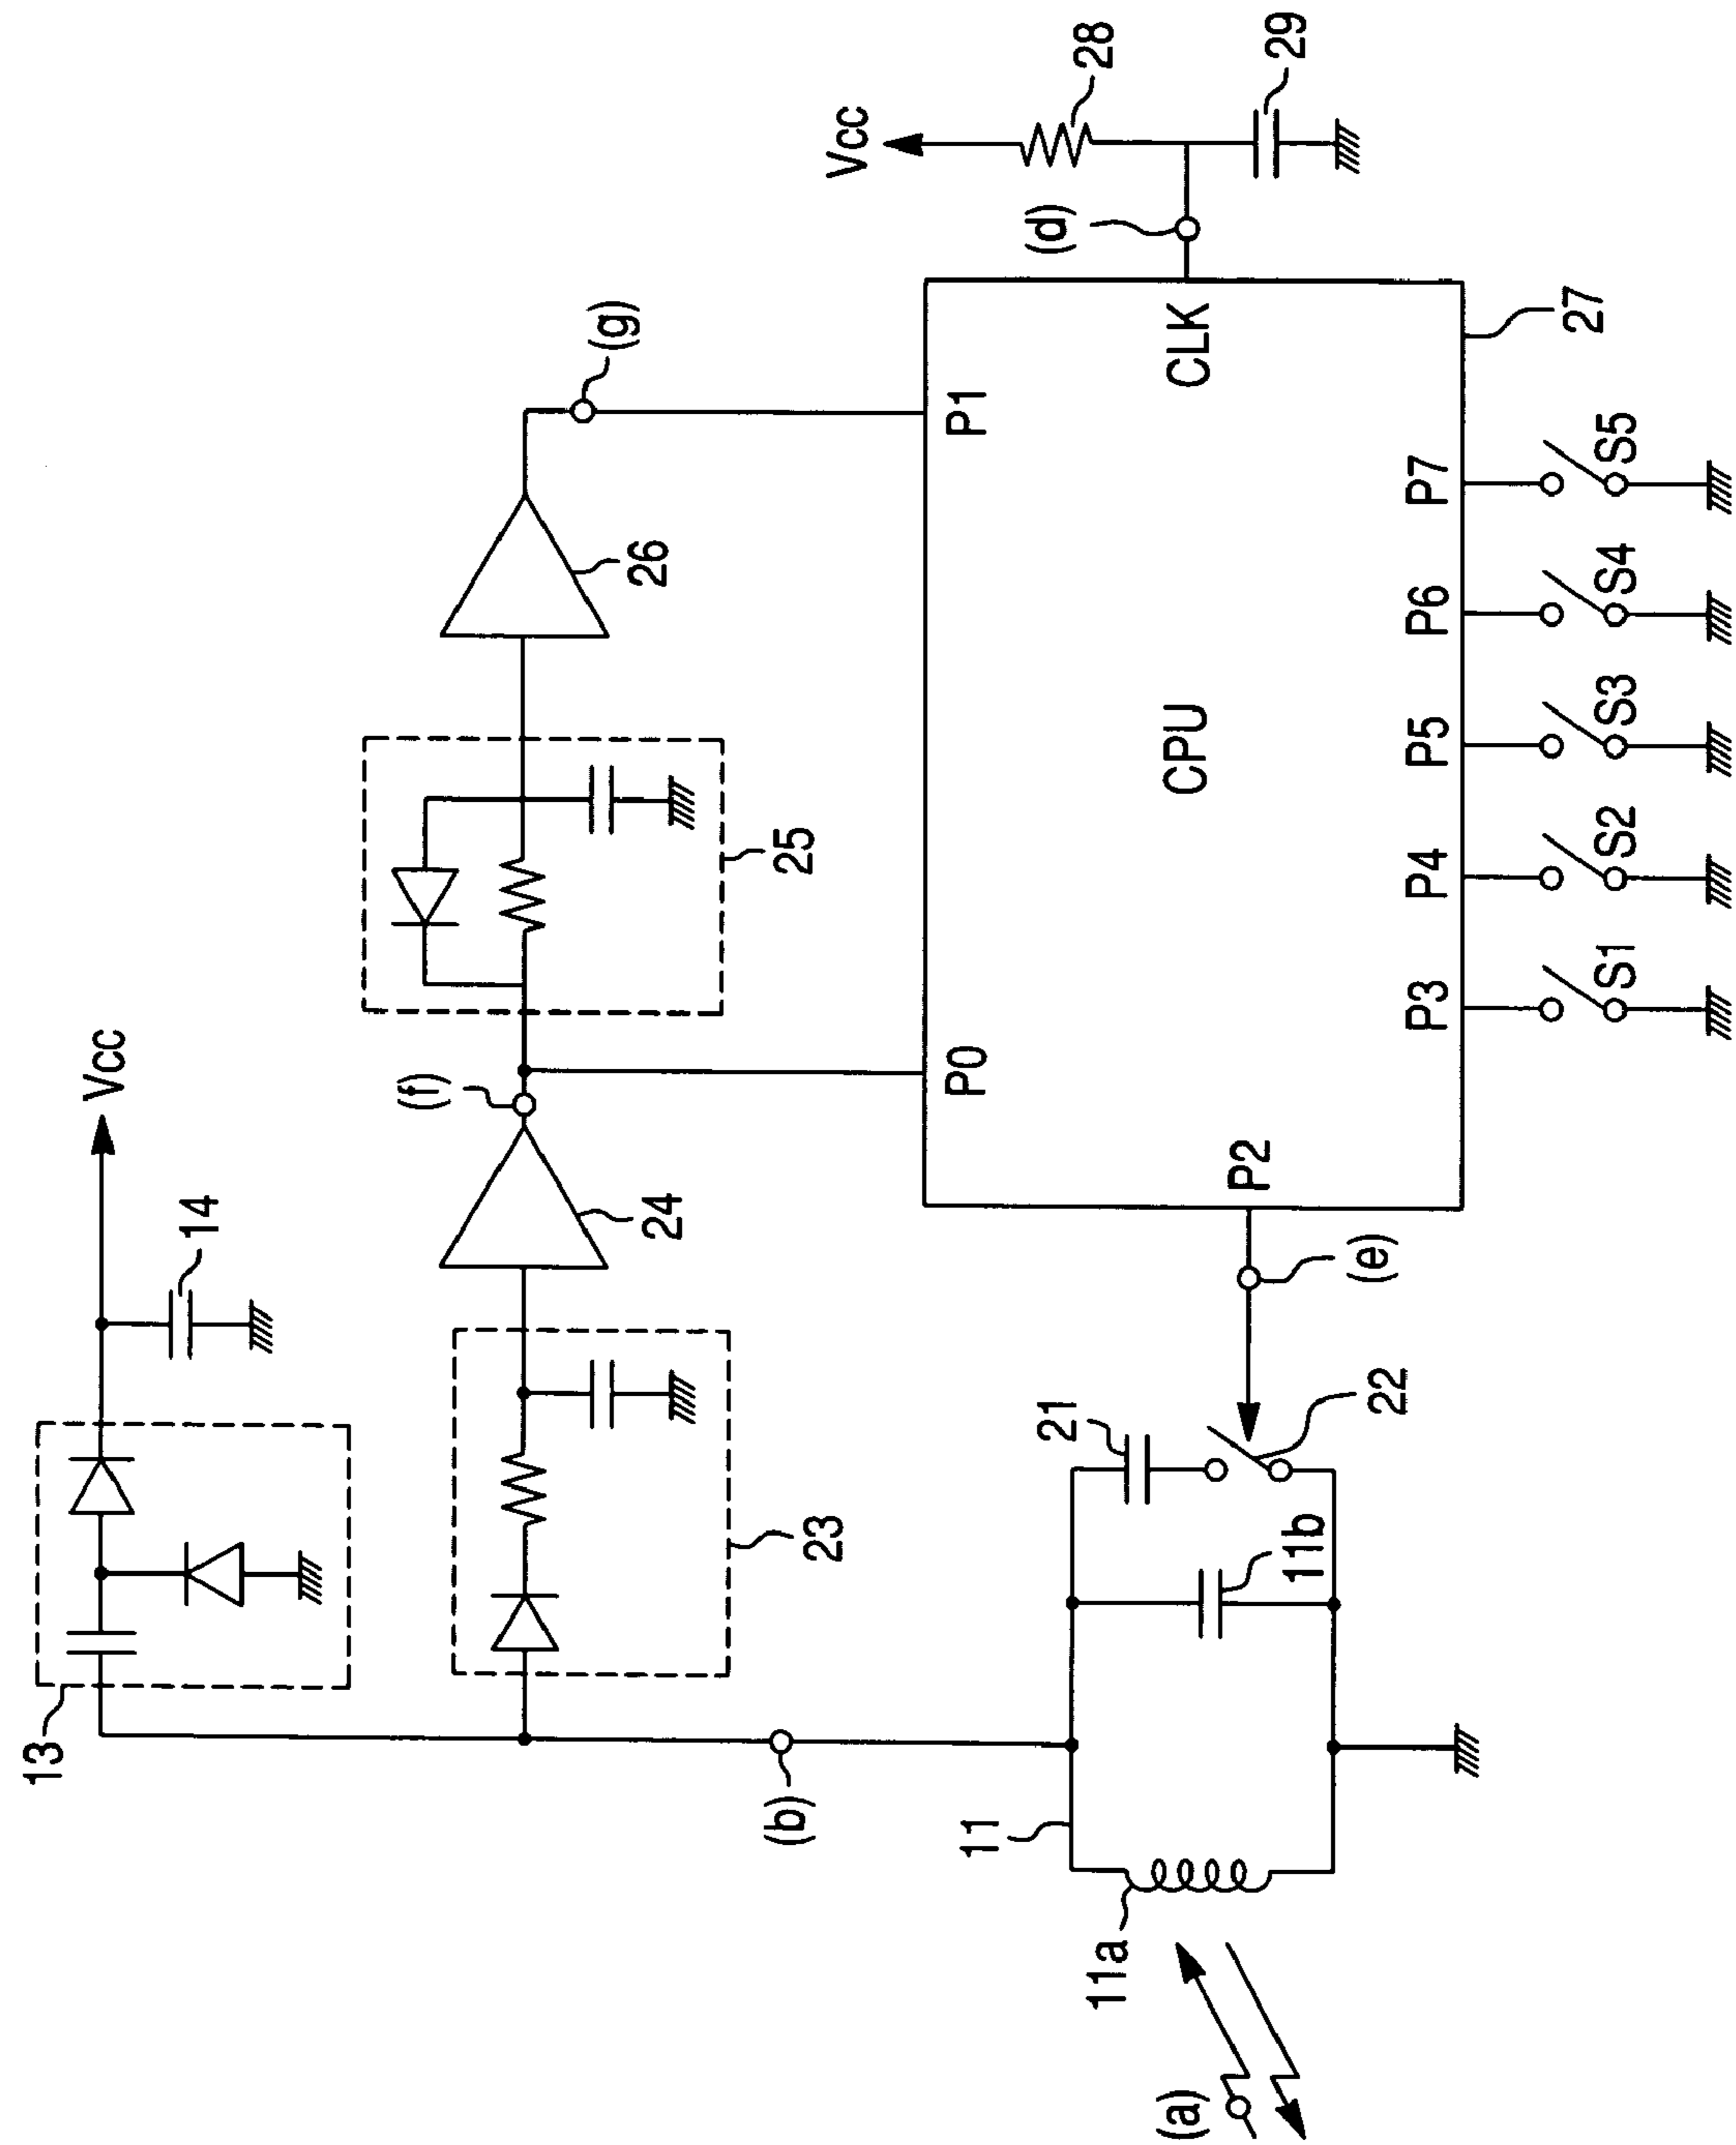 13
Vcc
14
(b)
23
24
(f)
25
26
(g)
11
11a
(a)
11b
21
22
(e)
P2
P0
P1
CPU
CLK
P3
P4
P5
P6
P7
27
S1
S2
S3
S4
S5
(d)
Vcc
28
29